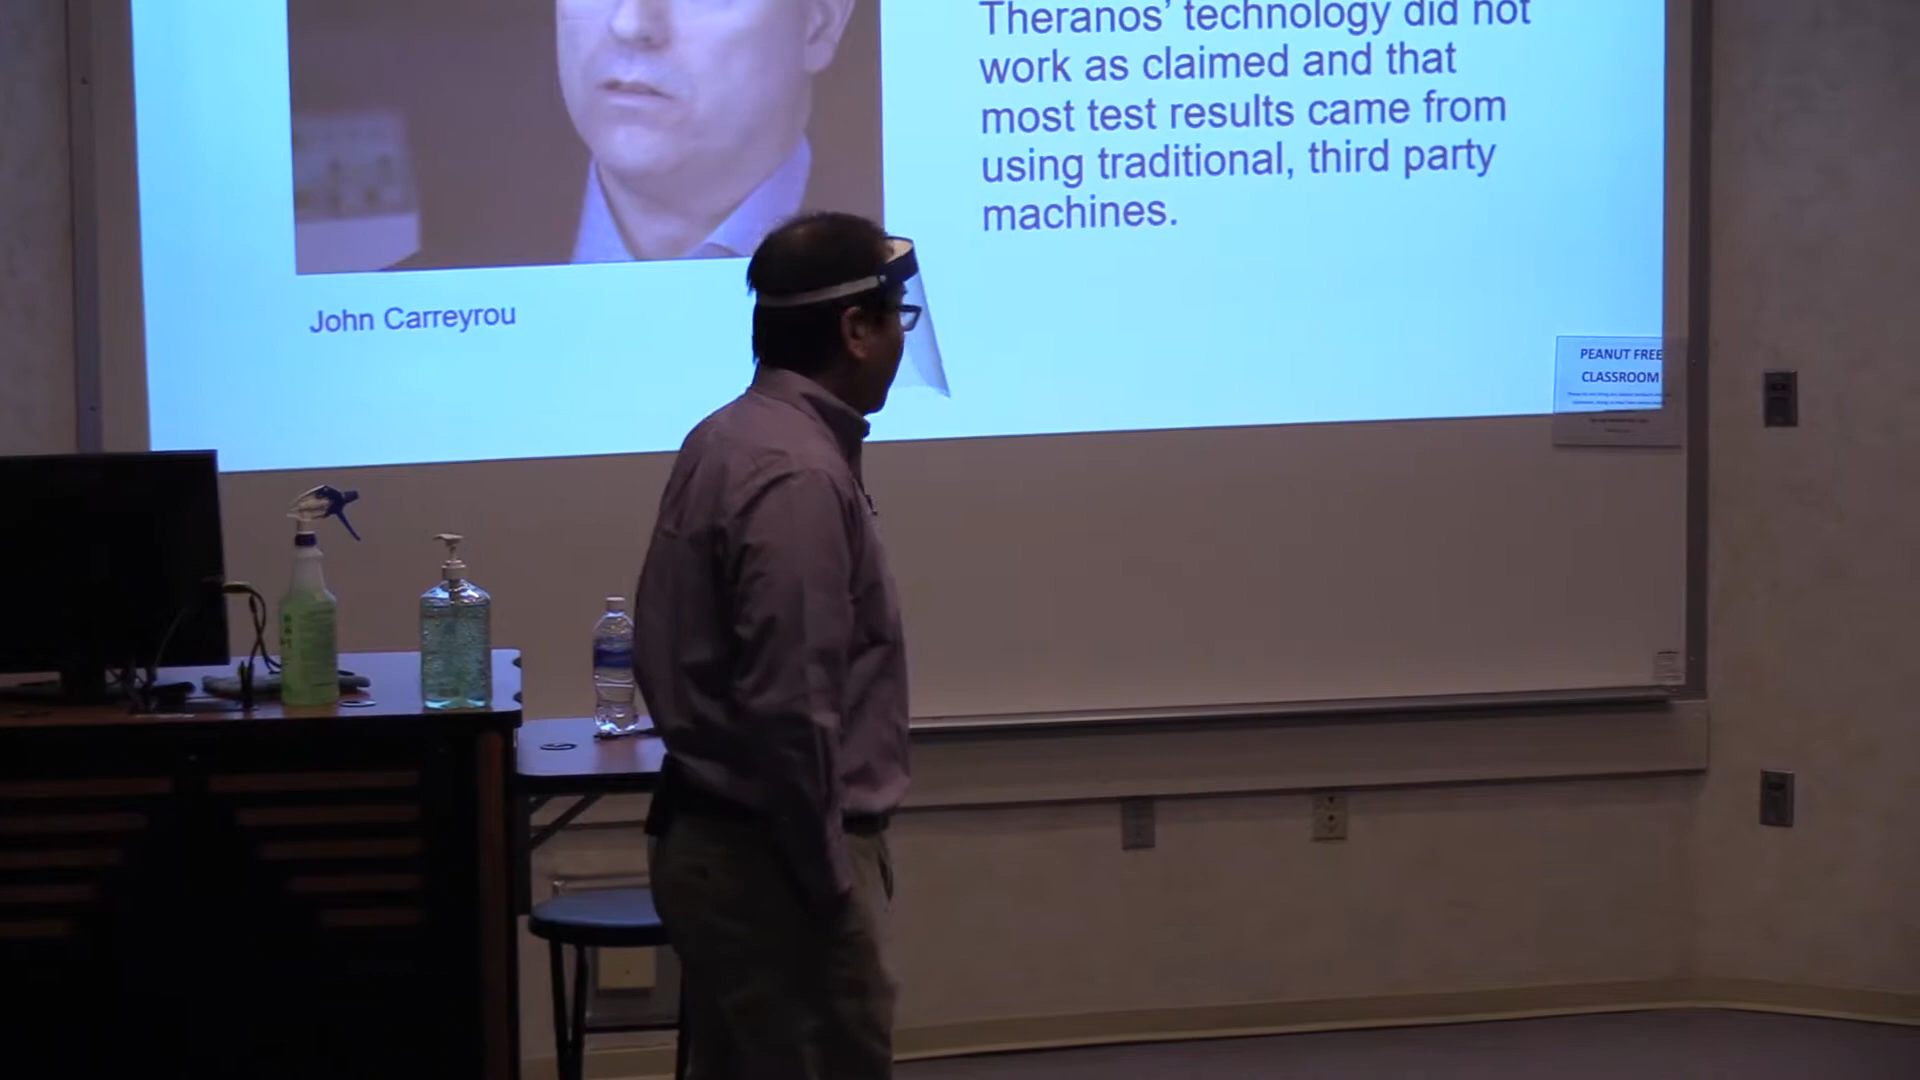 Theranos' technology did not
work as claimed and that
most test results came from
using traditional, third party
machines.
John Carreyrou
PEANUT FREE
CLASSROOM